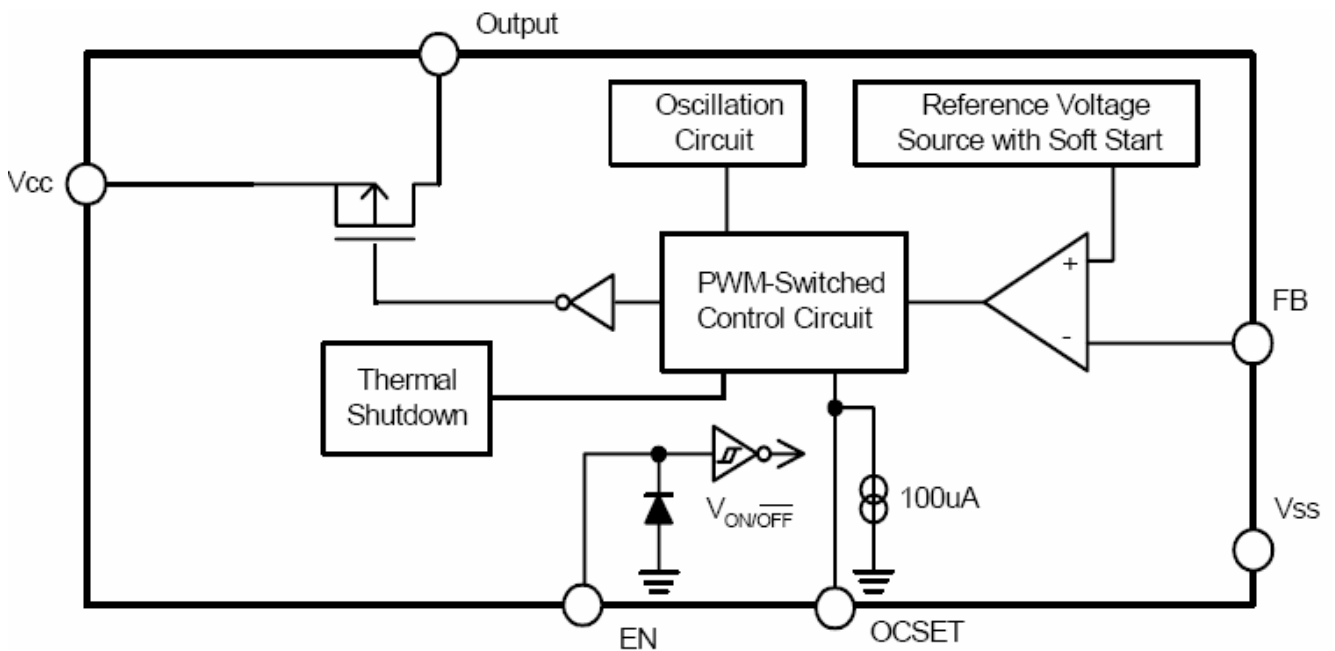 Output
Oscillation
Circuit
Reference Voltage
Source with Soft Start
Vcc
+
PWM-Switched
Control Circuit
-
FB
Thermal
Shutdown
VON/OFF
100uA
Vss
EN
OCSET